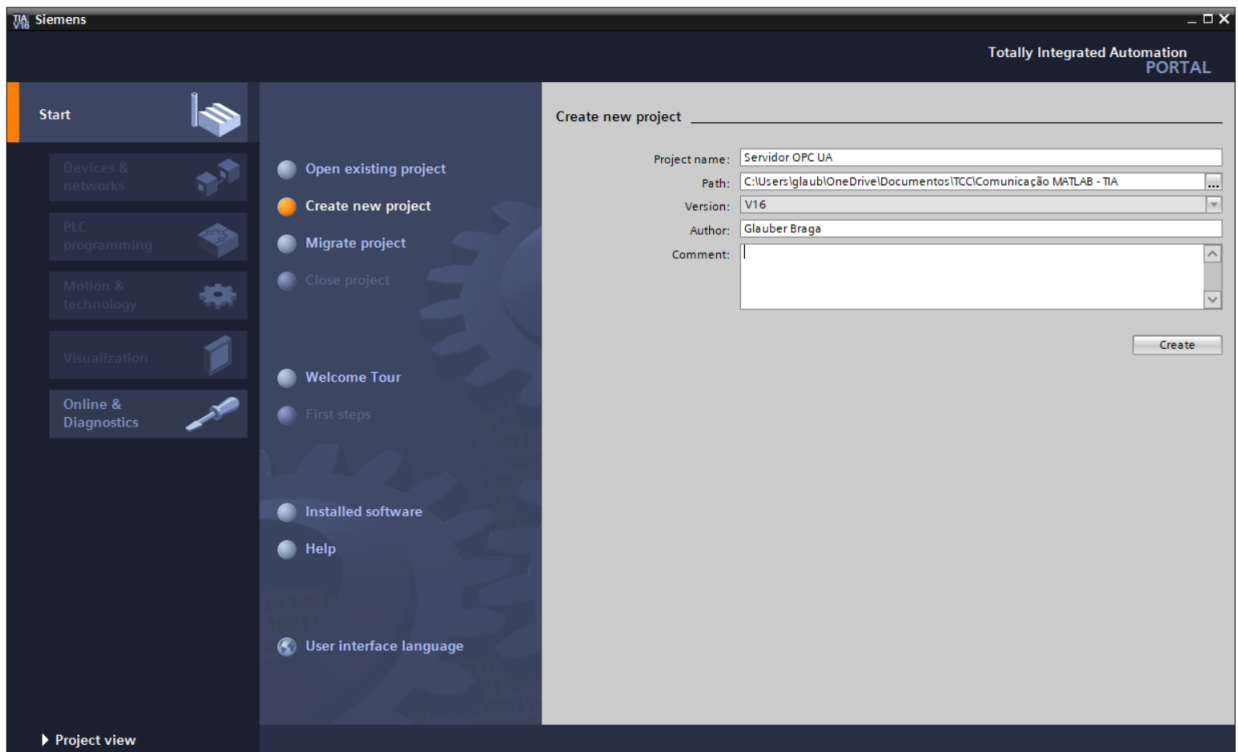 TIA V16 Siemens
Totally Integrated Automation
PORTAL
Start
Devices &
networks
PLC
programming
Motion &
technology
Visualization
Online &
Diagnostics
Open existing project
Create new project
Migrate project
Close project
Welcome Tour
First steps
Installed software
Help
User interface language
Create new project
Project name: Servidor OPC UA
Path: C:\Users\glaub\OneDrive\Documentos\TCC\Comunicação MATLAB - TIA
...
Version: V16
Author: Glauber Braga
Comment:
Create
Project view